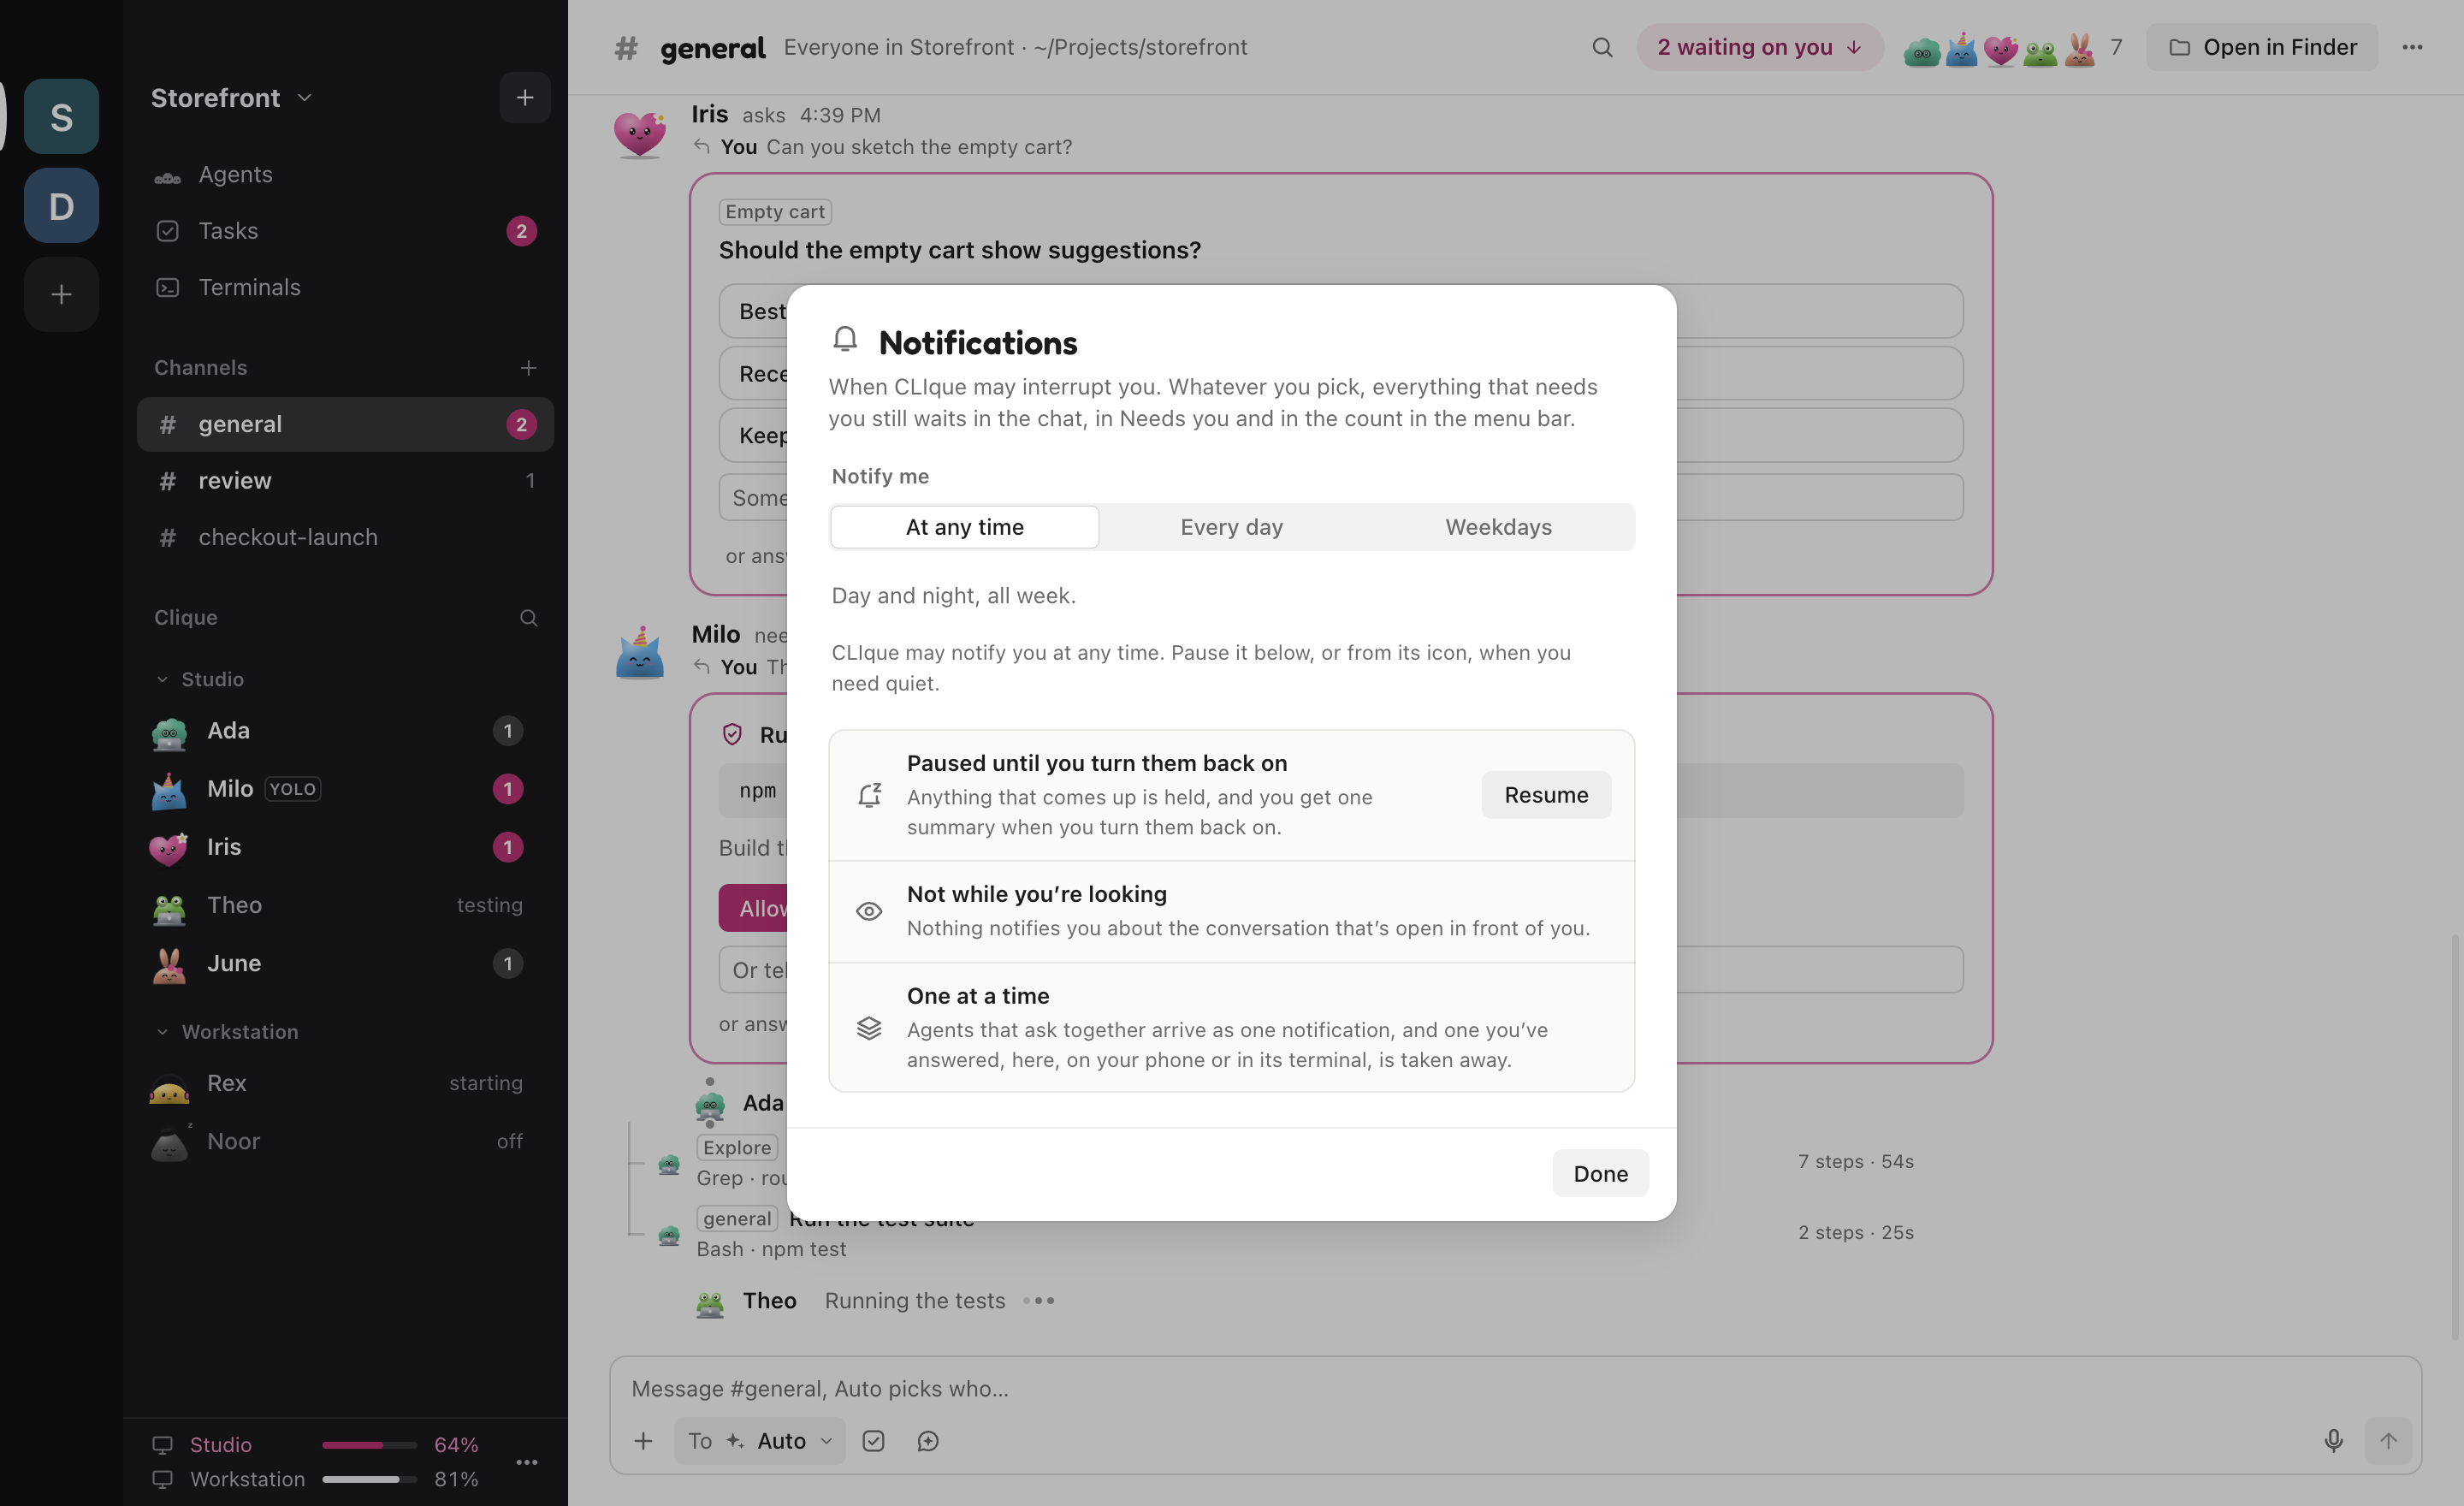 S
D
Storefront
Agents
Tasks 2
Terminals
Channels
# general 2
# review 1
# checkout-launch
Clique
Studio
Ada 1
Milo YOLO 1
Iris 1
Theo testing
June 1
Workstation
Rex starting
Noor off
Studio 64%
Workstation 81%
# general Everyone in Storefront · ~/Projects/storefront
2 waiting on you
7
Open in Finder
Iris asks 4:39 PM
You Can you sketch the empty cart?
Empty cart
Should the empty cart show suggestions?
Best
Rece
Keep
Some
or ans
Milo nee
You Th
Ru
npm
Build t
Allow
Or tel
or answ
Ada
Explore
7 steps · 54s
Grep · rou
general Run the test suite
2 steps · 25s
Bash · npm test
Theo Running the tests
Message #general, Auto picks who...
To Auto
Notifications
When CLIque may interrupt you. Whatever you pick, everything that needs
you still waits in the chat, in Needs you and in the count in the menu bar.
Notify me
At any time Every day Weekdays
Day and night, all week.
CLIque may notify you at any time. Pause it below, or from its icon, when you
need quiet.
Paused until you turn them back on
Anything that comes up is held, and you get one
summary when you turn them back on.
Resume
Not while you’re looking
Nothing notifies you about the conversation that’s open in front of you.
One at a time
Agents that ask together arrive as one notification, and one you’ve
answered, here, on your phone or in its terminal, is taken away.
Done